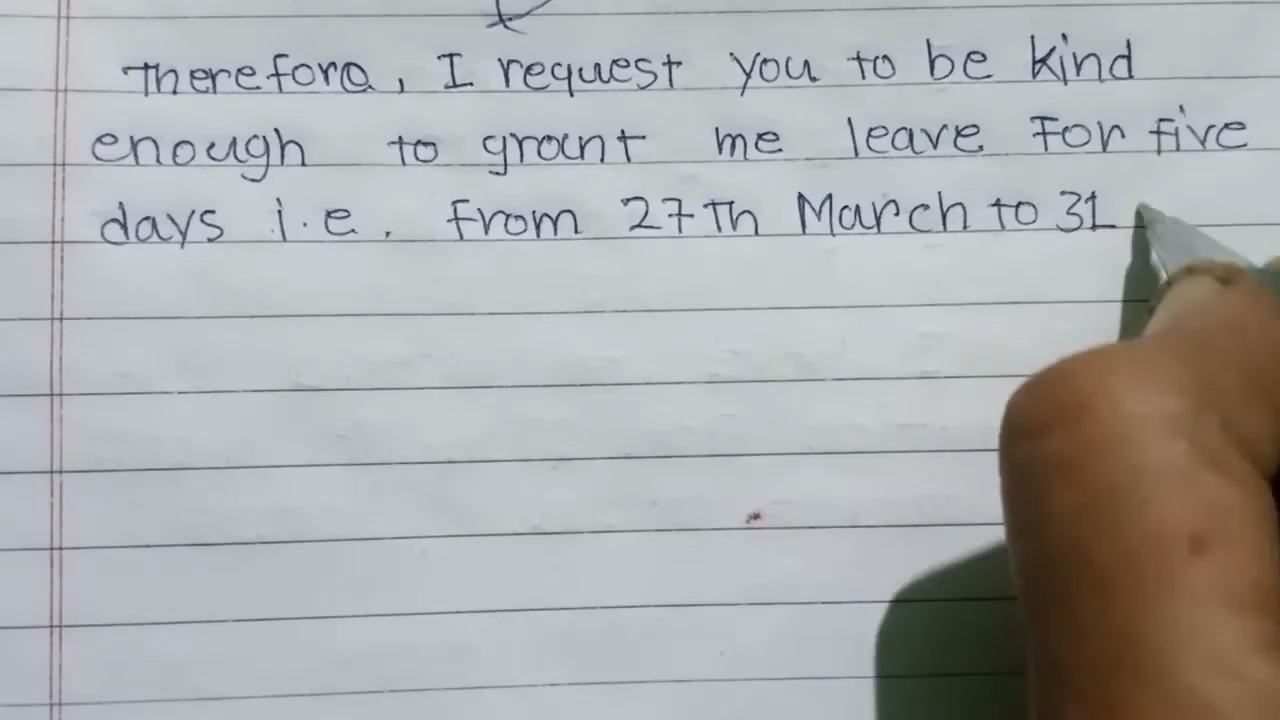 Therefore, I request you to be kind
enough to grant me leave For five
days i.e. From 27Th March to 31